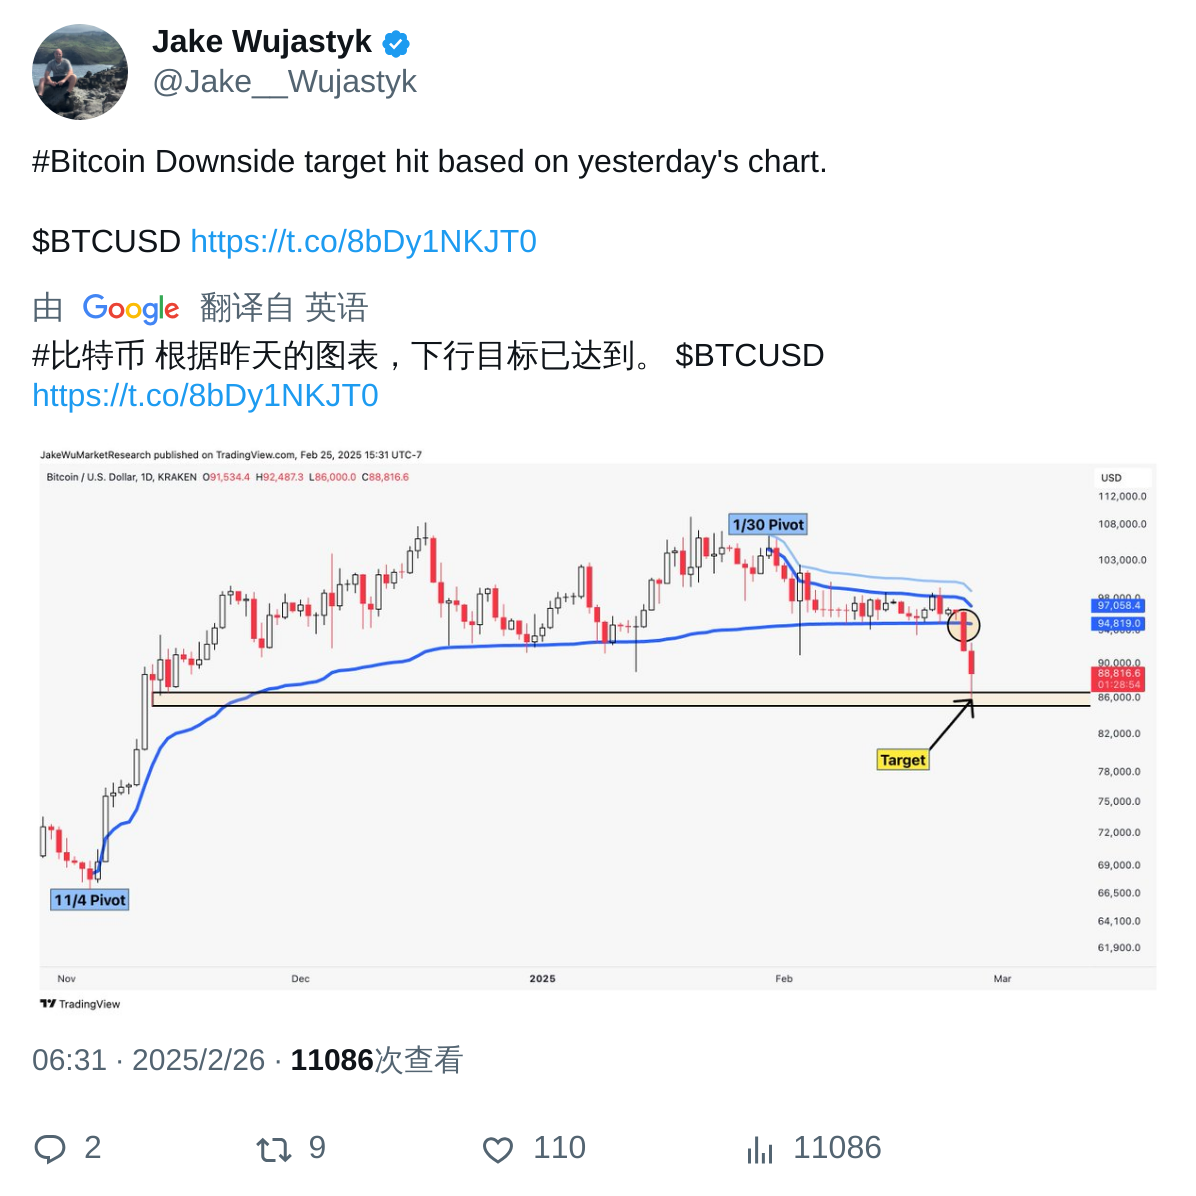 Jake Wujastyk
@Jake__Wujastyk
#Bitcoin Downside target hit based on yesterday's chart.
$BTCUSD https://t.co/8bDy1NKJT0
由 Google 翻译自 英语
#比特币 根据昨天的图表，下行目标已达到。 $BTCUSD
https://t.co/8bDy1NKJT0
JakeWuMarketResearch published on TradingView.com, Feb 25, 2025 15:31 UTC-7
Bitcoin / U.S. Dollar, 1D, KRAKEN O91,534.4 H92,487.3 L86,000.0 C88,816.6
USD
112,000.0
108,000.0
1/30 Pivot
103,000.0
98,000.0
97,058.4
94,819.0
94,000.0
90,000.0
88,816.6
01:28:54
86,000.0
82,000.0
Target
78,000.0
75,000.0
72,000.0
69,000.0
66,500.0
11/4 Pivot
64,100.0
61,900.0
Nov Dec 2025 Feb Mar
TradingView
06:31 · 2025/2/26 · 11086次查看
2 9 110 11086